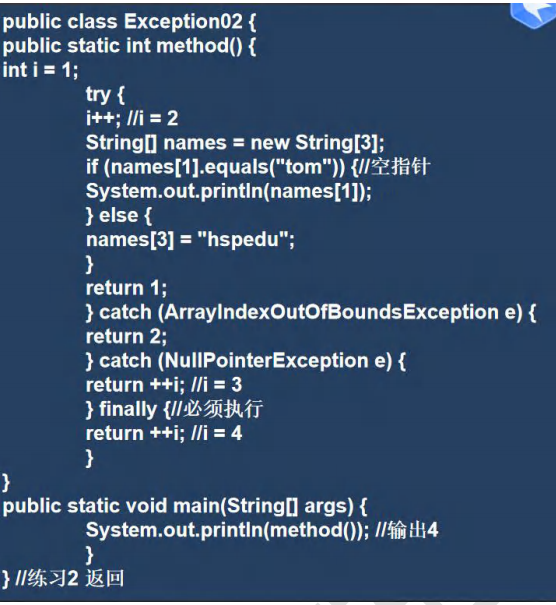 public class Exception02 {
public static int method() {
int i = 1;
try {
i++; //i = 2
String[] names = new String[3];
if (names[1].equals("tom")) {//空指针
System.out.println(names[1]);
} else {
names[3] = "hspedu";
}
return 1;
} catch (ArrayIndexOutOfBoundsException e) {
return 2;
} catch (NullPointerException e) {
return ++i; //i = 3
} finally {//必须执行
return ++i; //i = 4
}
}
public static void main(String[] args) {
System.out.println(method()); //输出4
}
} //练习2 返回